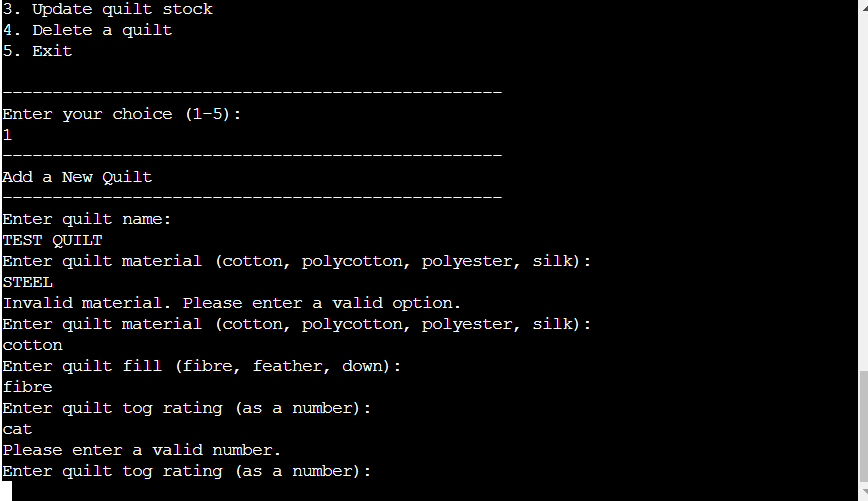 3. Update quilt stock
4. Delete a quilt
5. Exit
--------------------------------------------------
Enter your choice (1-5):
1
--------------------------------------------------
Add a New Quilt
--------------------------------------------------
Enter quilt name:
TEST QUILT
Enter quilt material (cotton, polycotton, polyester, silk):
STEEL
Invalid material. Please enter a valid option.
Enter quilt material (cotton, polycotton, polyester, silk):
cotton
Enter quilt fill (fibre, feather, down):
fibre
Enter quilt tog rating (as a number):
cat
Please enter a valid number.
Enter quilt tog rating (as a number):